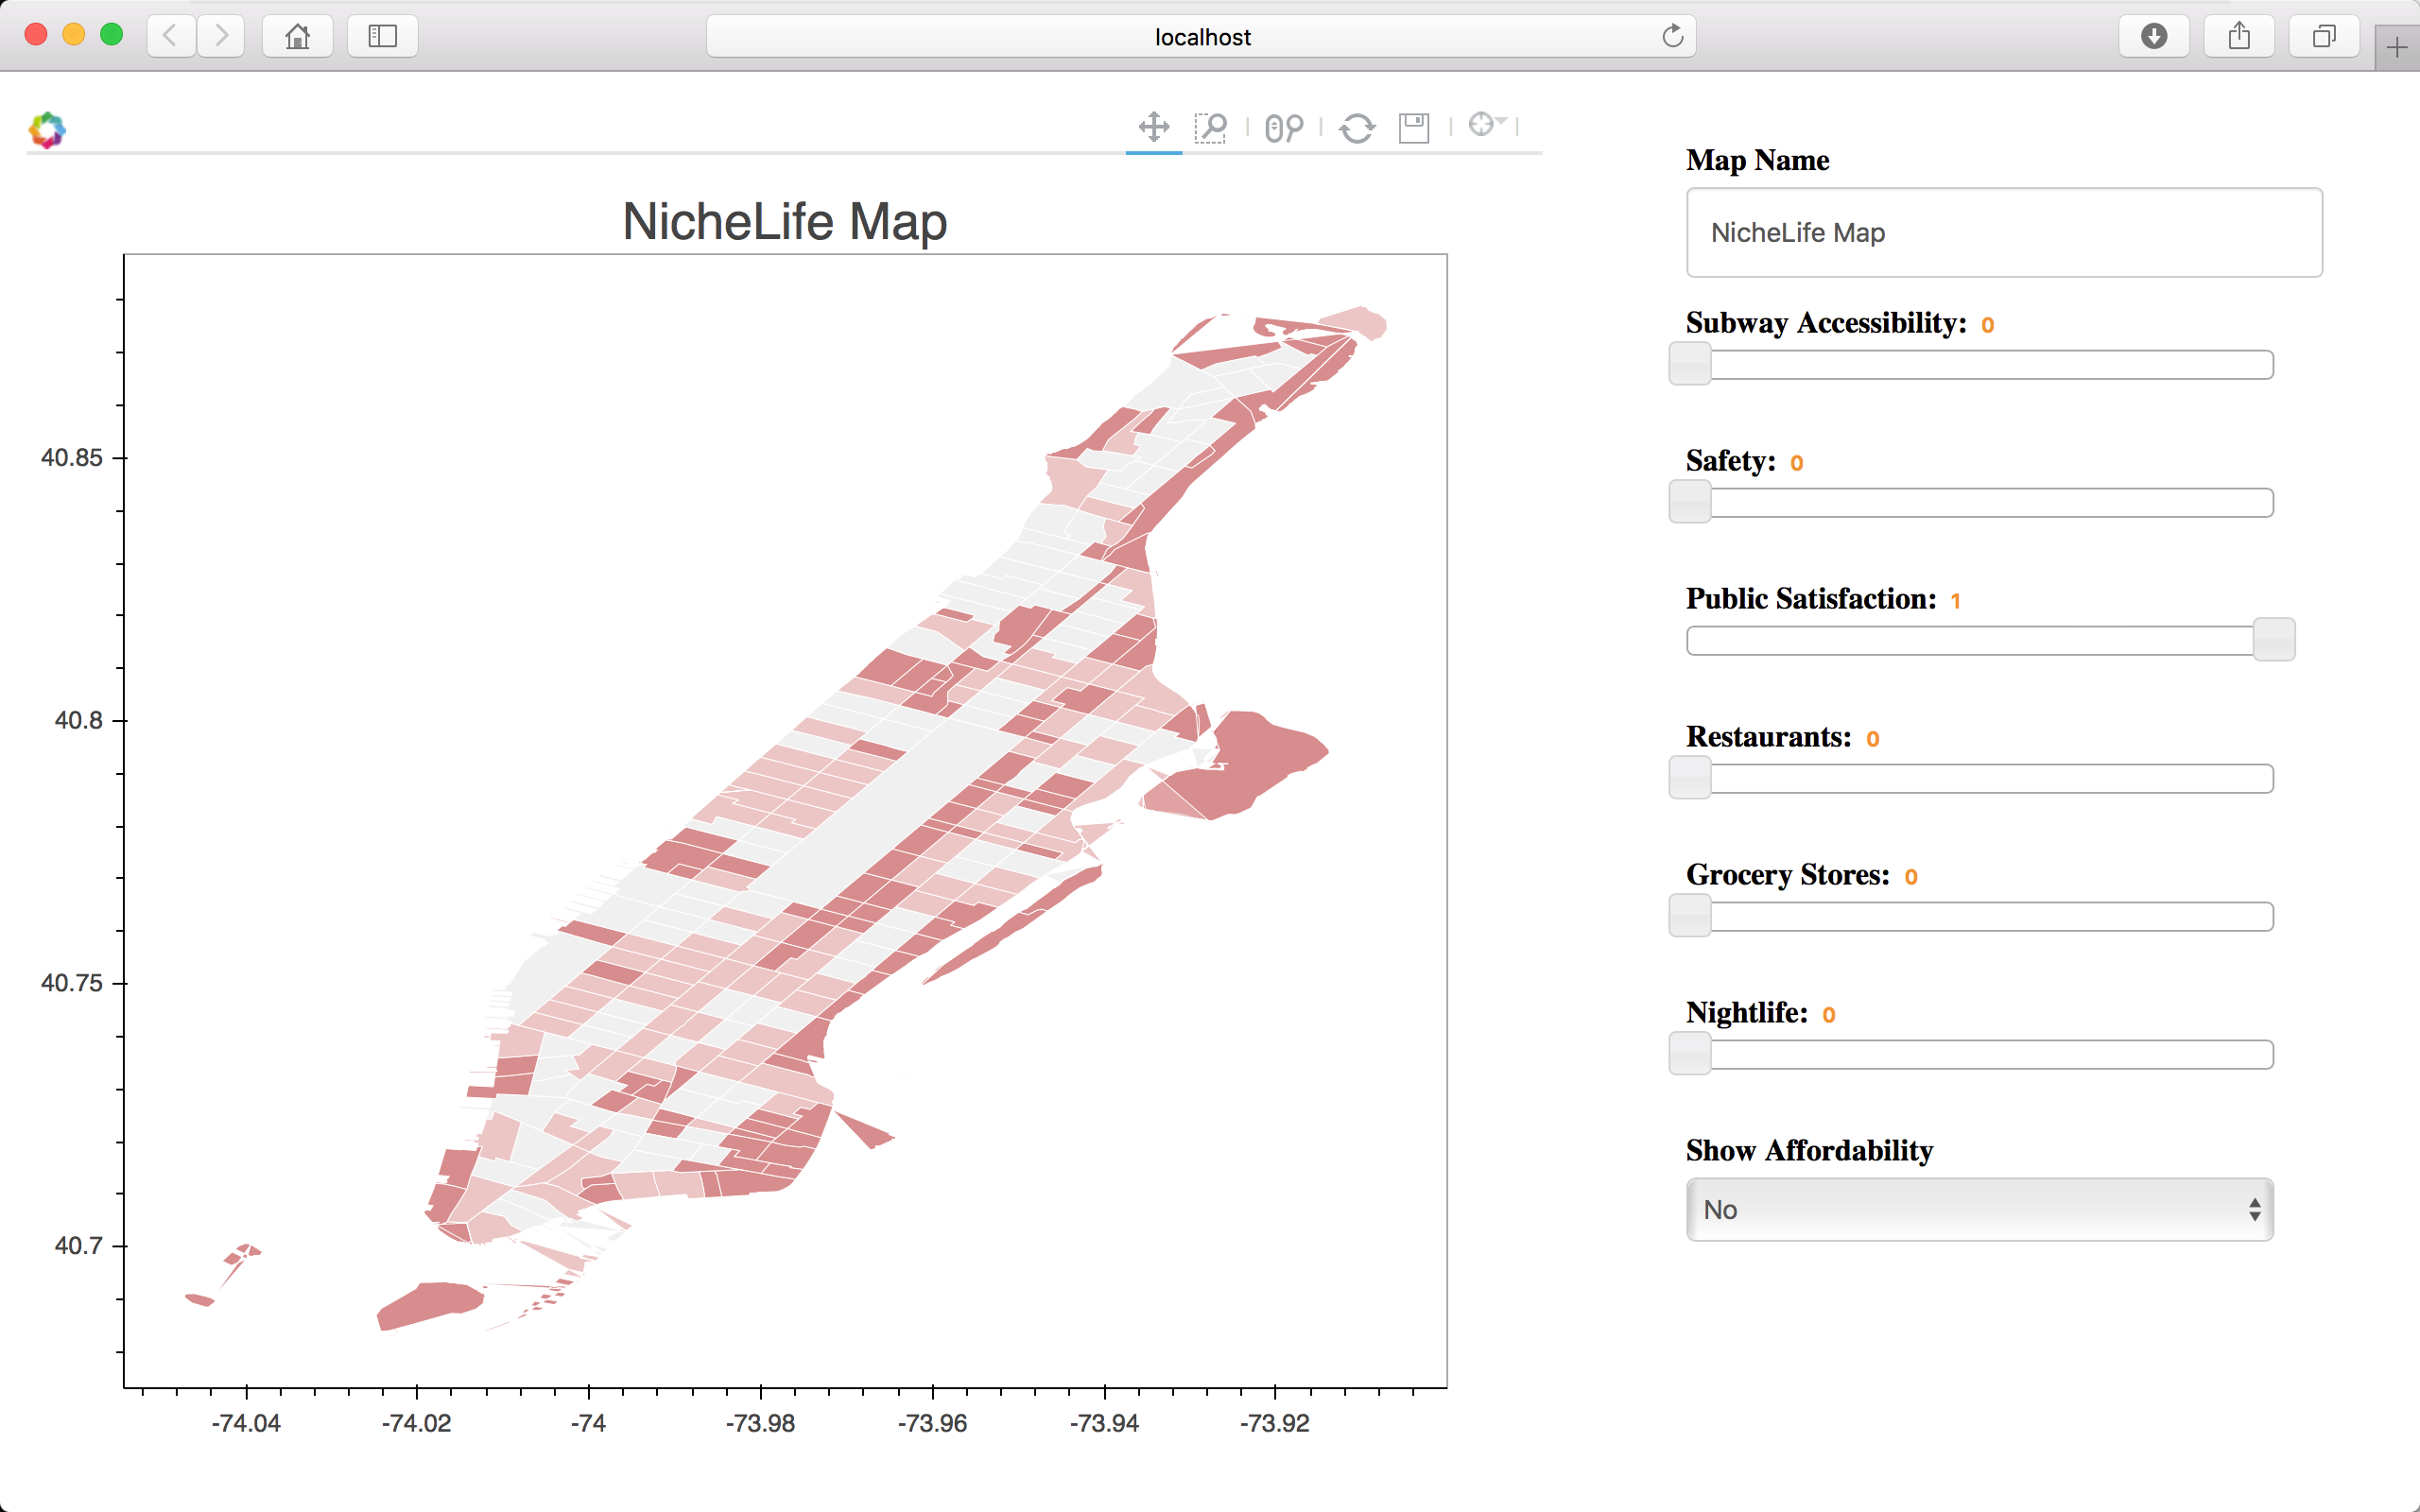 localhost
NicheLife Map
40.85
40.8
40.75
40.7
-74.04 -74.02 -74 -73.98 -73.96 -73.94 -73.92
Map Name
NicheLife Map
Subway Accessibility: 0
Safety: 0
Public Satisfaction: 1
Restaurants: 0
Grocery Stores: 0
Nightlife: 0
Show Affordability
No